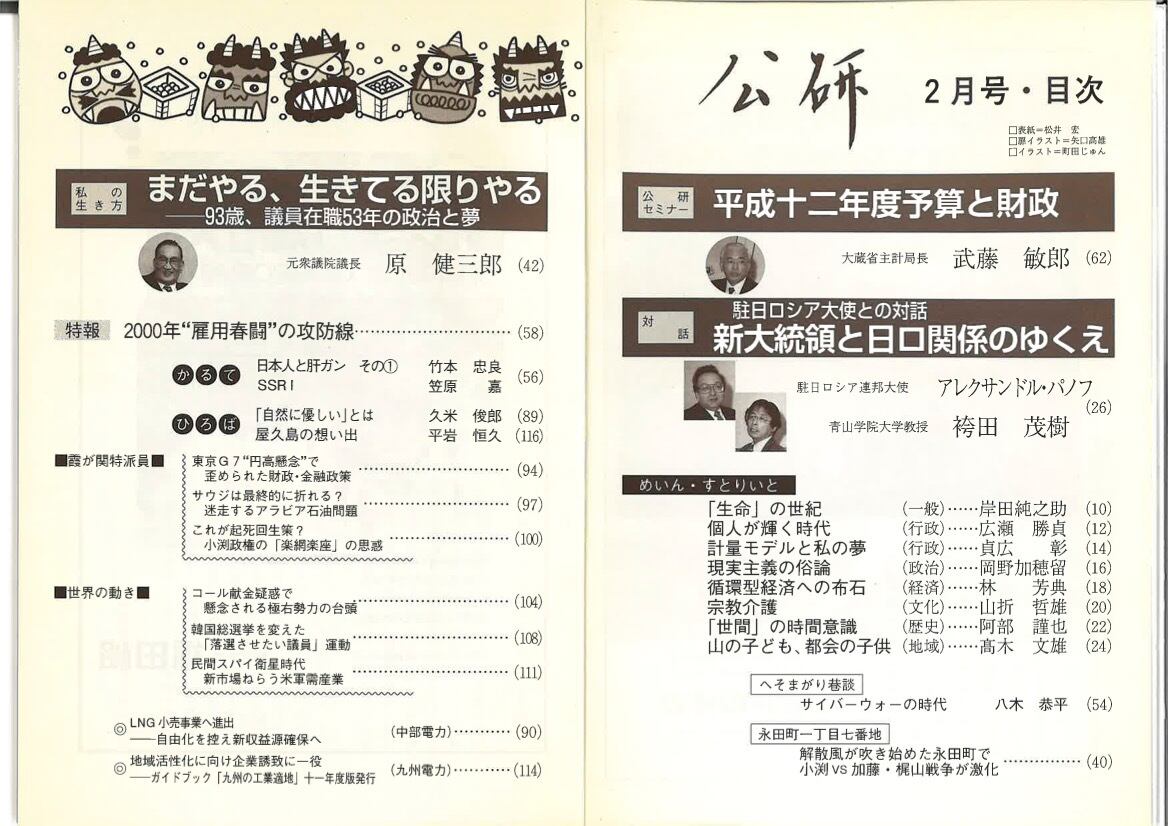 公研 2月号・目次
□表紙=松井 宏
□扉イラスト=矢口高雄
□イラスト=町田じゅん
公研セミナー
平成十二年度予算と財政
大蔵省主計局長 武藤 敏郎 (62)
対話
駐日ロシア大使との対話
新大統領と日ロ関係のゆくえ
駐日ロシア連邦大使 アレクサンドル・パノフ
(26)
青山学院大学教授 袴田 茂樹
めいん・すとりいと
「生命」の世紀 (一般)……岸田純之助 (10)
個人が輝く時代 (行政)……広瀬 勝貞 (12)
計量モデルと私の夢 (行政)……貞広 彰 (14)
現実主義の俗論 (政治)……岡野加穂留 (16)
循環型経済への布石 (経済)……林 芳典 (18)
宗教介護 (文化)……山折 哲雄 (20)
「世間」の時間意識 (歴史)……阿部 謹也 (22)
山の子ども、都会の子供 (地域)……髙木 文雄 (24)
へそまがり巷談
サイバーウォーの時代 八木 恭平 (54)
永田町一丁目七番地
解散風が吹き始めた永田町で
小渕VS加藤・梶山戦争が激化……………(40)
私の生き方
まだやる、生きてる限りやる
——93歳、議員在職53年の政治と夢
元衆議院議長 原 健三郎 (42)
特報 2000年“雇用春闘”の攻防線……………………(58)
かるて
日本人と肝ガン その① 竹本 忠良
(56)
SSRI 笠原 嘉
ひろば
「自然に優しい」とは 久米 俊郎 (89)
屋久島の想い出 平岩 恒久 (116)
■霞が関特派員■
東京G7“円高懸念”で
歪められた財政・金融政策……………………(94)
サウジは最終的に折れる?
迷走するアラビア石油問題……………………(97)
これが起死回生策?
小渕政権の「楽網楽座」の思惑…………………(100)
■世界の動き■
コール献金疑惑で
懸念される極右勢力の台頭……………………(104)
韓国総選挙を変えた
「落選させたい議員」運動……………………(108)
民間スパイ衛星時代
新市場ねらう米軍需産業……………………(111)
◎LNG小売事業へ進出
——自由化を控え新収益源確保へ (中部電力)…………(90)
◎地域活性化に向け企業誘致に一役
——ガイドブック「九州の工業適地」十一年度版発行 (九州電力)…………(114)